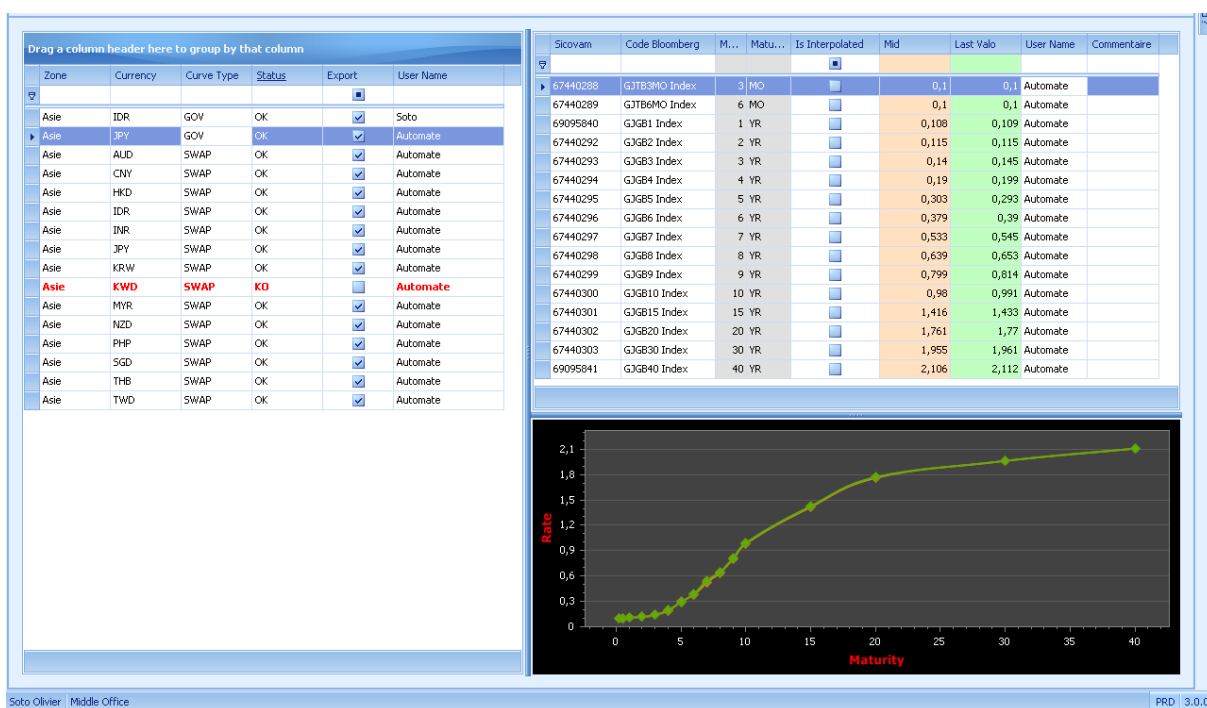 Drag a column header here to group by that column
Zone Currency Curve Type Status Export User Name
Asie IDR GOV OK Soto
Asie JPY GOV OK Automate
Asie AUD SWAP OK Automate
Asie CNY SWAP OK Automate
Asie HKD SWAP OK Automate
Asie IDR SWAP OK Automate
Asie INR SWAP OK Automate
Asie JPY SWAP OK Automate
Asie KRW SWAP OK Automate
Asie KWD SWAP KO Automate
Asie MYR SWAP OK Automate
Asie NZD SWAP OK Automate
Asie PHP SWAP OK Automate
Asie SGD SWAP OK Automate
Asie THB SWAP OK Automate
Asie TWD SWAP OK Automate
Sicovam Code Bloomberg M... Matu... Is Interpolated Mid Last Valo User Name Commentaire
67440288 GJTB3MO Index 3 MO 0,1 0,1 Automate
67440289 GJTB6MO Index 6 MO 0,1 0,1 Automate
69095840 GJGB1 Index 1 YR 0,108 0,109 Automate
67440292 GJGB2 Index 2 YR 0,115 0,115 Automate
67440293 GJGB3 Index 3 YR 0,14 0,145 Automate
67440294 GJGB4 Index 4 YR 0,19 0,199 Automate
67440295 GJGB5 Index 5 YR 0,303 0,293 Automate
67440296 GJGB6 Index 6 YR 0,379 0,39 Automate
67440297 GJGB7 Index 7 YR 0,533 0,545 Automate
67440298 GJGB8 Index 8 YR 0,639 0,653 Automate
67440299 GJGB9 Index 9 YR 0,799 0,814 Automate
67440300 GJGB10 Index 10 YR 0,98 0,991 Automate
67440301 GJGB15 Index 15 YR 1,416 1,433 Automate
67440302 GJGB20 Index 20 YR 1,761 1,77 Automate
67440303 GJGB30 Index 30 YR 1,955 1,961 Automate
69095841 GJGB40 Index 40 YR 2,106 2,112 Automate
2,1
1,8
1,5
1,2
0,9
0,6
0,3
0
Rate
0 5 10 15 20 25 30 35 40
Maturity
Soto Olivier Middle Office PRD 3.0.0